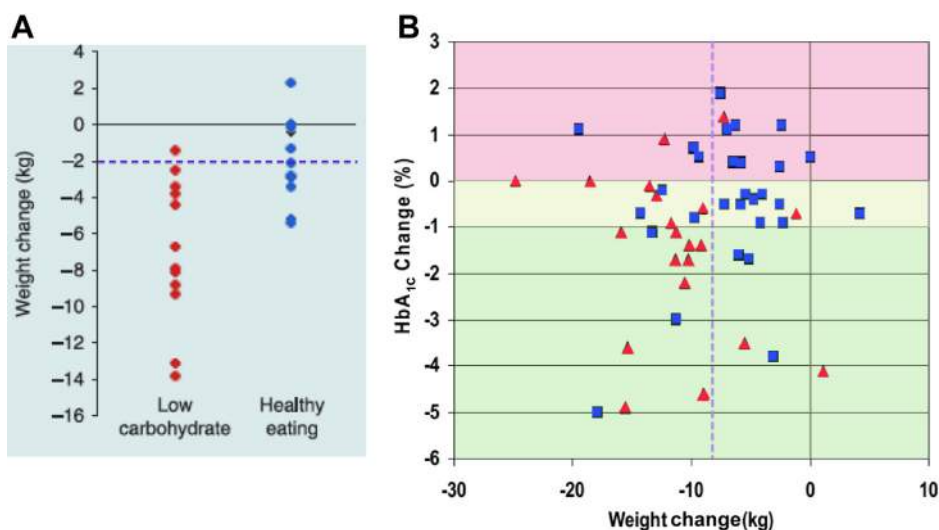 A
4
2
0
–2
–4
–6
–8
–10
–12
–14
–16
Weight change (kg)
Low
carbohydrate
Healthy
eating
B
3
2
1
0
-1
-2
-3
-4
-5
-6
HbA1C Change (%)
-30
-20
-10
0
10
Weight change(kg)